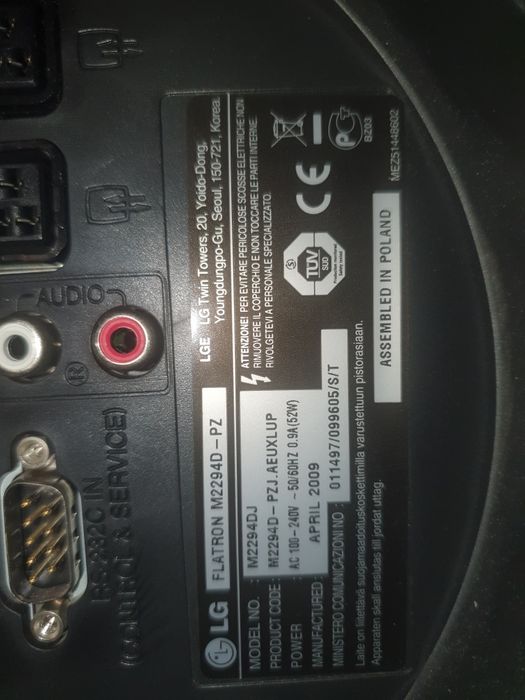 AUDIO
R
RS-232C IN
(CONTROL & SERVICE)
LG
FLATRON M2294D-PZ
LGE LG Twin Towers, 20, Yoido-Dong,
Youngdungpo-Gu, Seoul, 150-721, Korea.
MODEL NO. : M2294DJ
PRODUCT CODE : M2294D-PZJ.AEUXLUP
POWER : AC 100-240V ~50/60HZ 0.9A(52W)
MANUFACTURED : APRIL 2009
ATTENZIONE! PER EVITARE PERICOLOSE SCOSSE ELETTRICHE NON
RIMUOVERE IL COPERCHIO E NON TOCCARE LE PARTI INTERNE.
RIVOLGETEVI A PERSONALE SPECIALIZZATO.
MINISTERO COMUNICAZIONI NO : 011497/099605/S/T
Laite on liitettävä suojamaadoituskoskettimilla varustettuun pistorasiaan.
Apparaten skall anslutas till jordat uttag.
S
TÜV
SÜD
CE
PCT
BZ03
ASSEMBLED IN POLAND
MEZ51448602